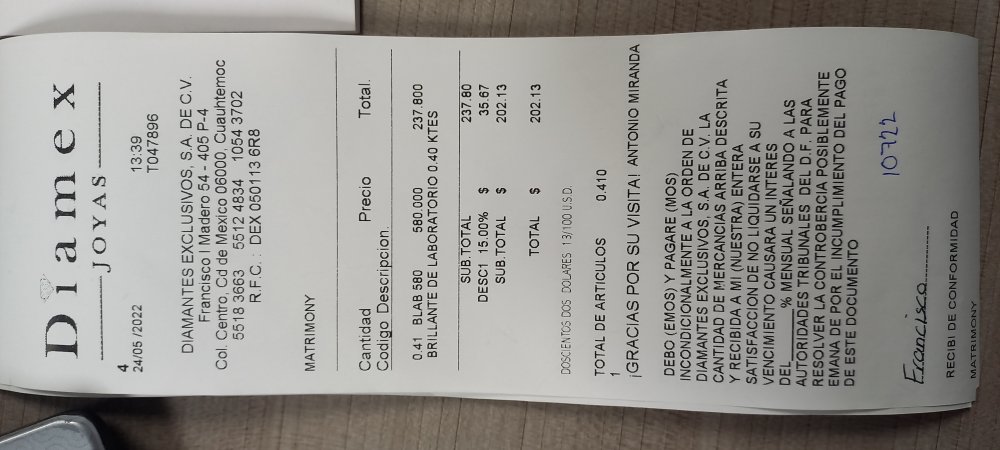 Diamex
JOYAS
4
24/05/2022 13:39
T047896
DIAMANTES EXCLUSIVOS, S.A. DE C.V.
Francisco I Madero 54 - 405 P-4
Col. Centro, Cd de Mexico 06000, Cuauhtemoc
5518 3663 5512 4834 1054 3702
R.F.C. : DEX 050113 6R8
MATRIMONY
Cantidad Precio Total.
Codigo Descripcion.
0.41 BLAB 580 580.000 237.800
BRILLANTE DE LABORATORIO 0.40 KTES
SUB.TOTAL 237.80
DESC1 15.00% $ 35.67
SUB.TOTAL $ 202.13
TOTAL $ 202.13
DOSCIENTOS DOS DOLARES 13/100 U.S.D.
TOTAL DE ARTICULOS 0.410
1
¡GRACIAS POR SU VISITA! ANTONIO MIRANDA
DEBO (EMOS) Y PAGARE (MOS)
INCONDICIONALMENTE A LA ORDEN DE
DIAMANTES EXCLUSIVOS, S.A. DE C.V. LA
CANTIDAD DE MERCANCIAS ARRIBA DESCRITA
Y RECIBIDA A MI (NUESTRA) ENTERA
SATISFACCION DE NO LIQUIDARSE A SU
VENCIMIENTO CAUSARA UN INTERES
DEL______% MENSUAL SEÑALANDO A LAS
AUTORIDADES TRIBUNALES DEL D.F. PARA
RESOLVER LA CONTROBERCIA POSIBLEMENTE
EMANA DE POR EL INCUMPLIMIENTO DEL PAGO
DE ESTE DOCUMENTO
10722
Francisco
RECIBI DE CONFORMIDAD
MATRIMONY